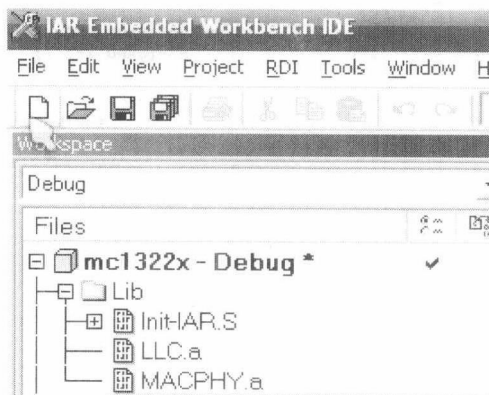 IAR Embedded Workbench IDE
File Edit View Project RDI Tools Window H
Workspace
Debug
Files
mc1322x - Debug *
Lib
Init-IAR.S
LLC.a
MACPHY.a